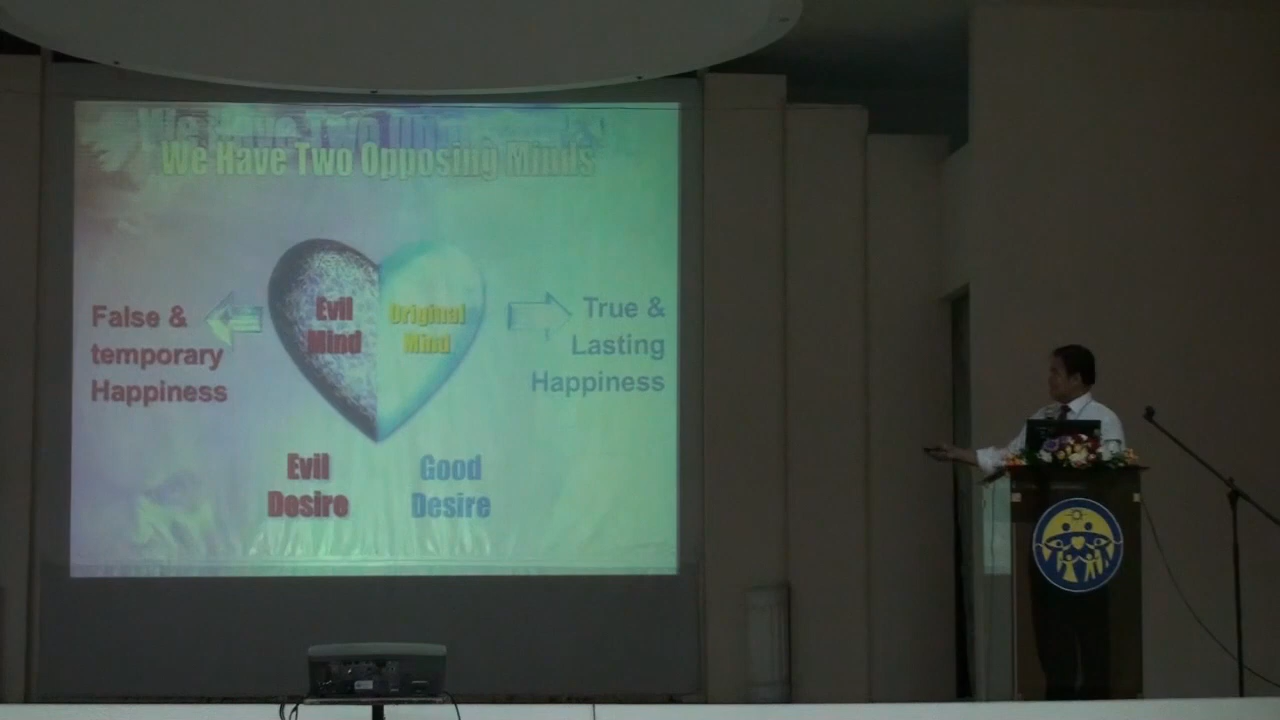 We Have Two Opposing Minds
False &
temporary
Happiness
Evil
Mind
Original
Mind
True &
Lasting
Happiness
Evil
Desire
Good
Desire